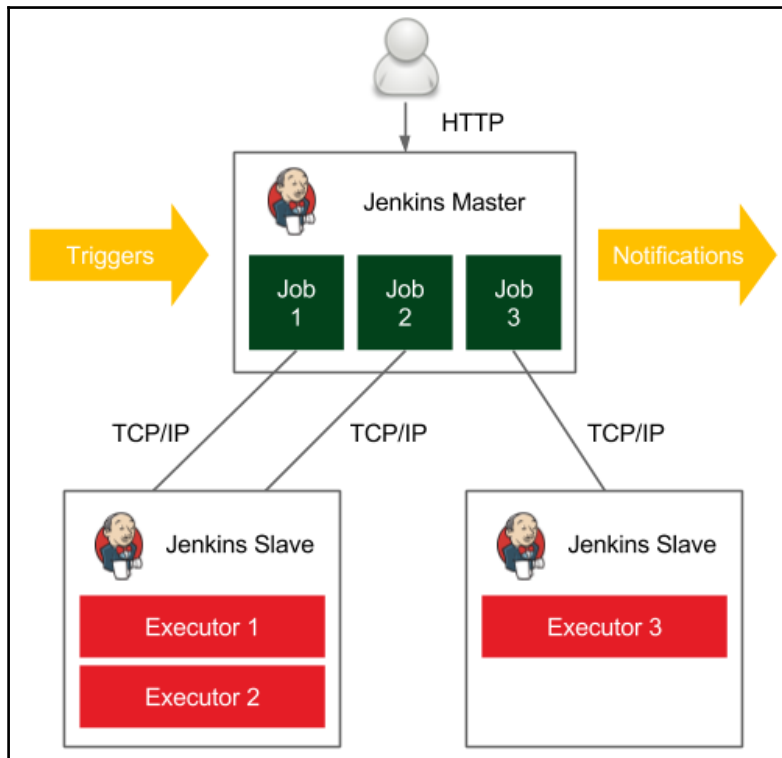 HTTP
Jenkins Master
Triggers
Notifications
Job
1
Job
2
Job
3
TCP/IP
TCP/IP
TCP/IP
Jenkins Slave
Jenkins Slave
Executor 1
Executor 3
Executor 2